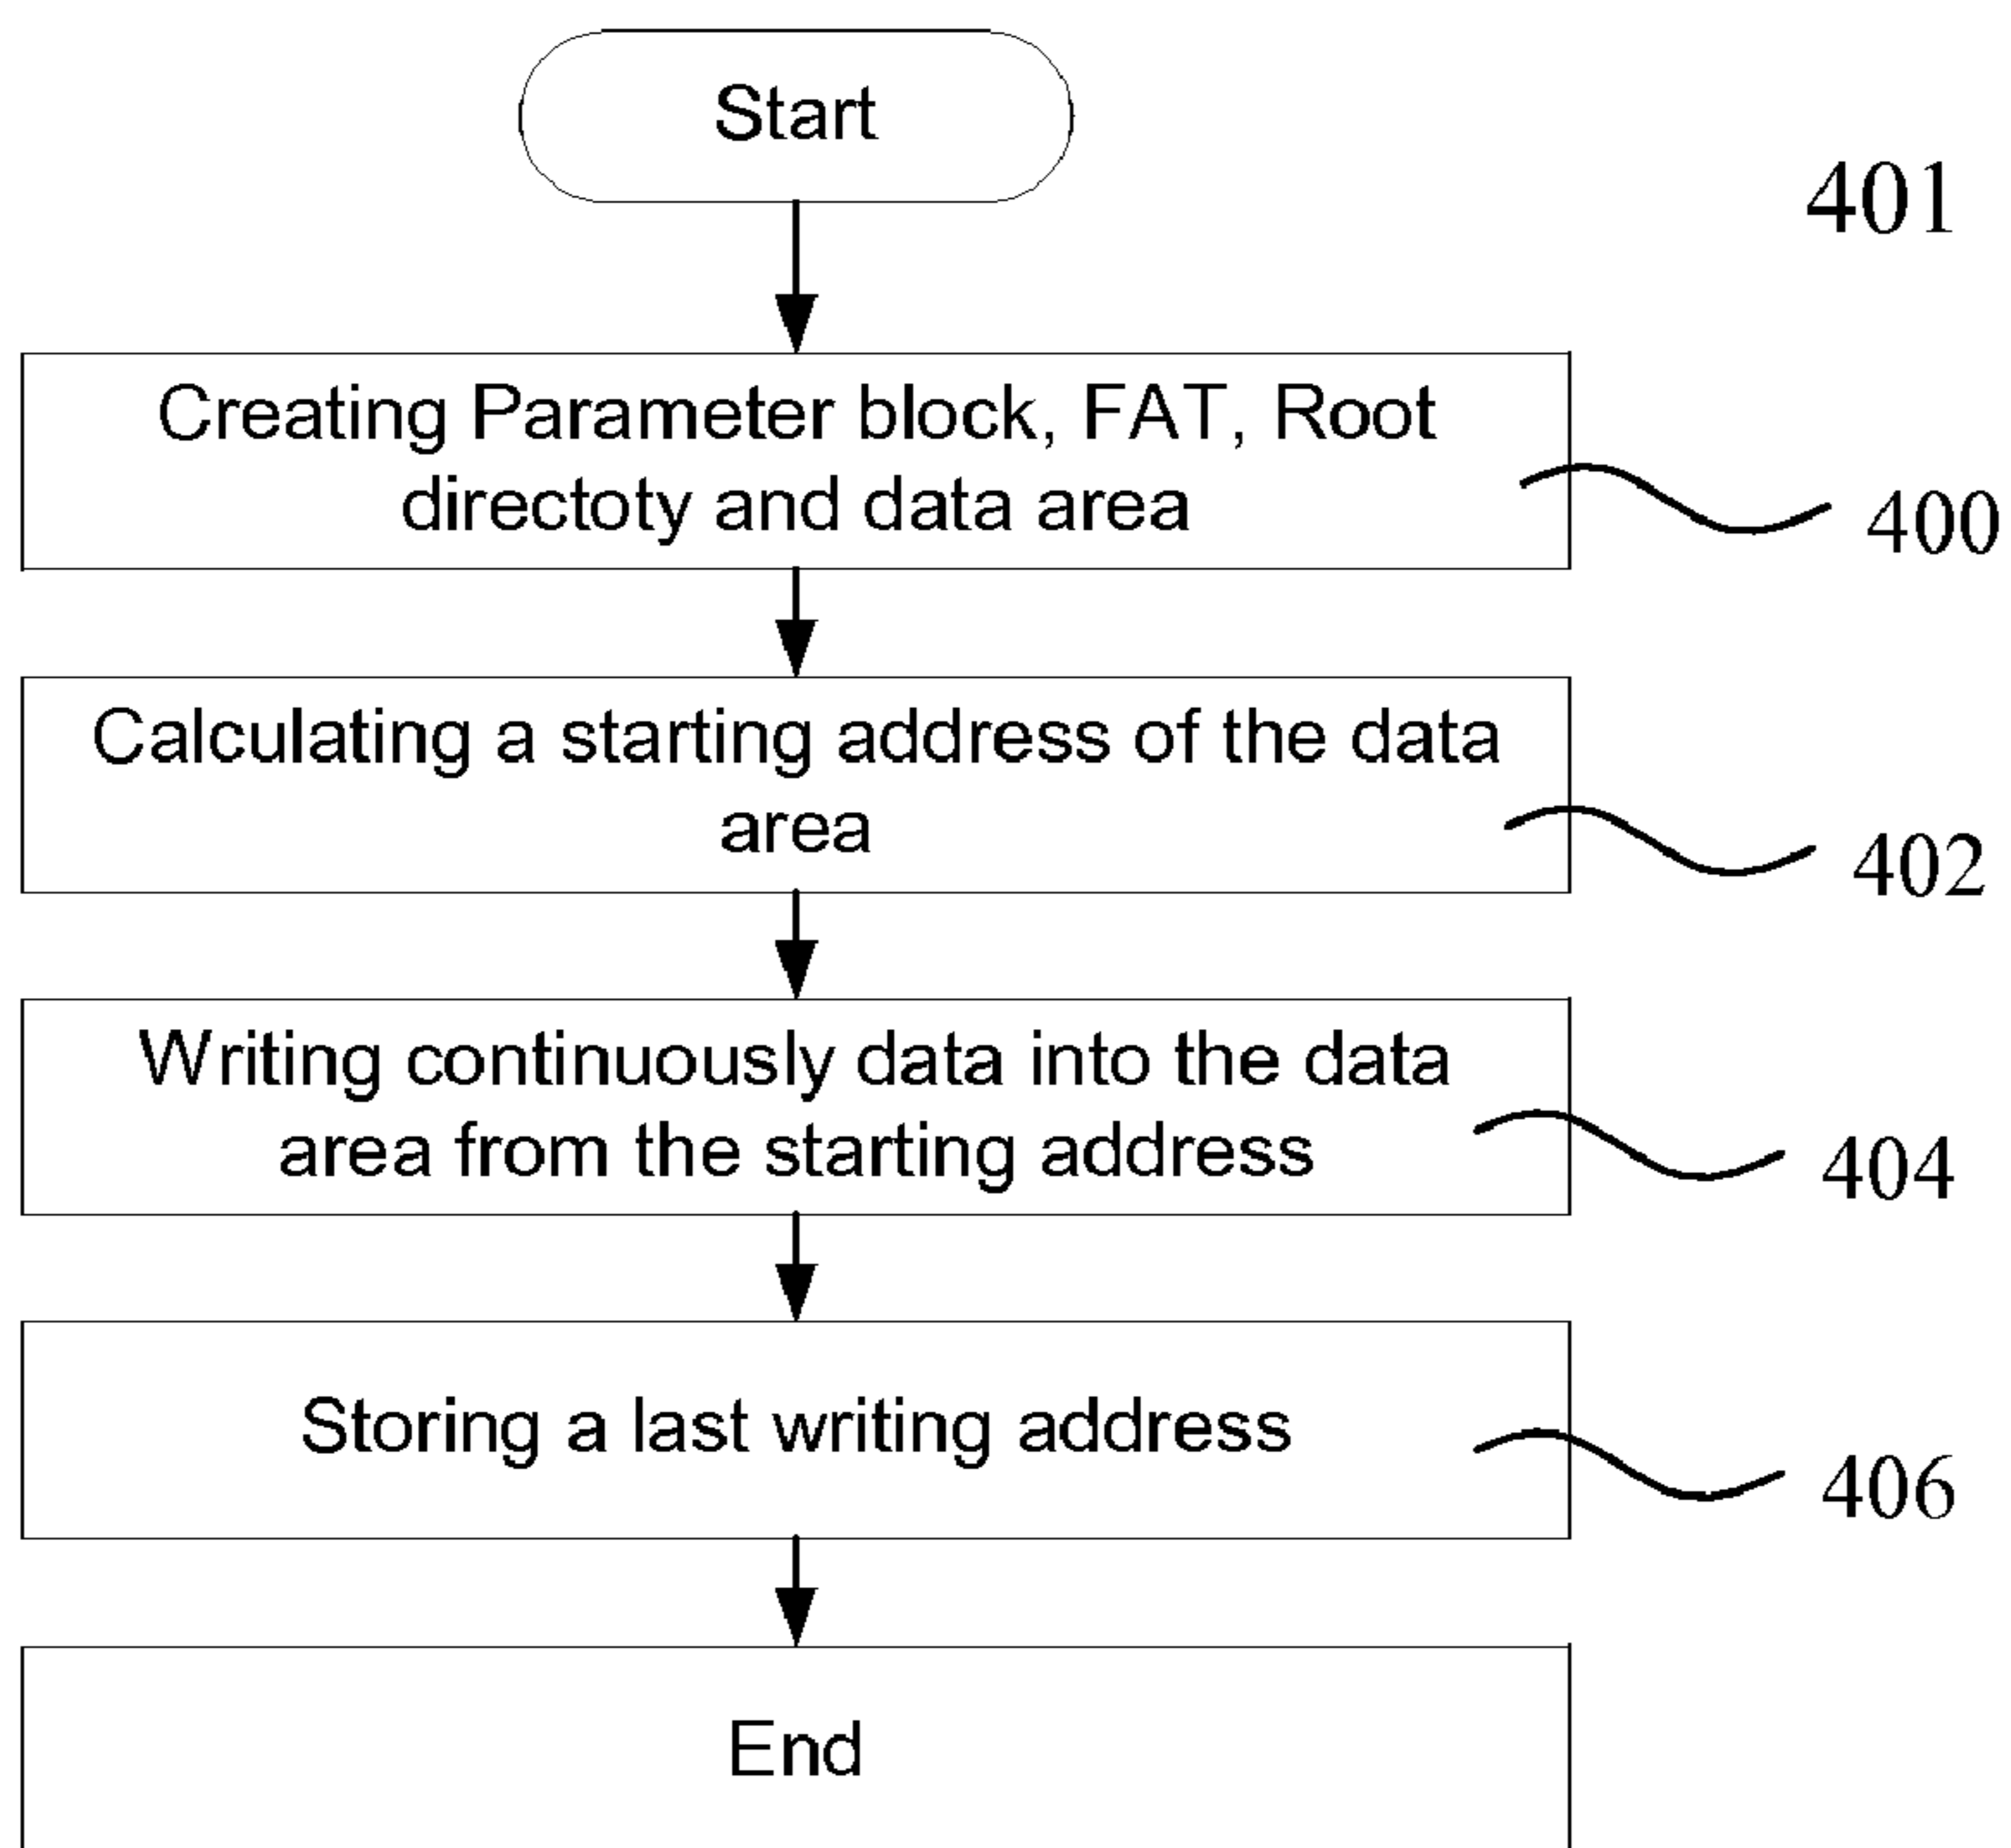 Start
401
Creating Parameter block, FAT, Root
directoty and data area
400
Calculating a starting address of the data
area
402
Writing continuously data into the data
area from the starting address
404
Storing a last writing address
406
End